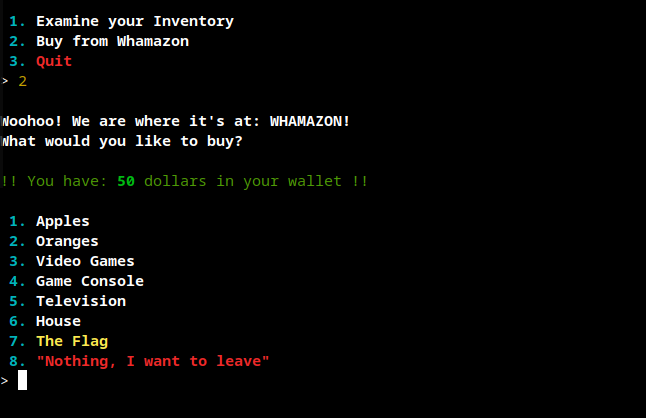 1. Examine your Inventory
2. Buy from Whamazon
3. Quit
> 2
Woohoo! We are where it's at: WHAMAZON!
What would you like to buy?
!! You have: 50 dollars in your wallet !!
1. Apples
2. Oranges
3. Video Games
4. Game Console
5. Television
6. House
7. The Flag
8. "Nothing, I want to leave"
>